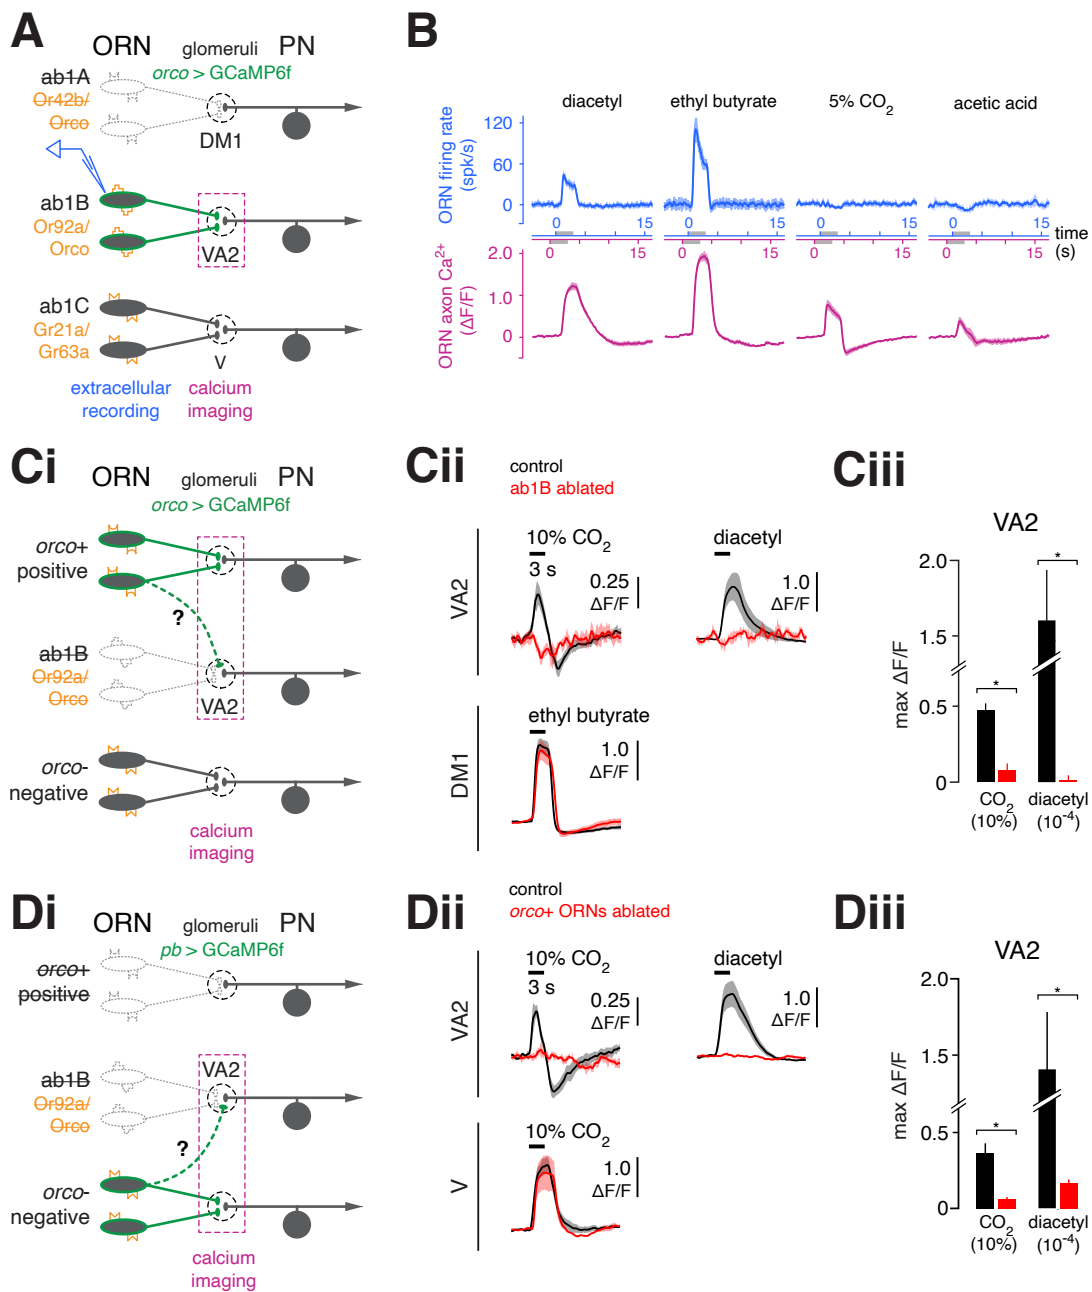 A
ORN
glomeruli
PN
orco > GCaMP6f
ab1A
Or42b/
Orco
DM1
ab1B
Or92a/
Orco
VA2
ab1C
Gr21a/
Gr63a
V
extracellular
recording
calcium
imaging
B
diacetyl
ethyl butyrate
5% CO2
acetic acid
ORN firing rate
(spk/s)
120
60
0
0 15
0 15
0 15
0 15
time
(s)
0 15
0 15
0 15
0 15
ORN axon Ca2+
(ΔF/F)
2.0
1.0
0
Ci
ORN
glomeruli
PN
orco > GCaMP6f
orco+
positive
?
ab1B
Or92a/
Orco
VA2
orco-
negative
calcium
imaging
Cii
control
ab1B ablated
VA2
10% CO2
3 s
0.25
ΔF/F
diacetyl
1.0
ΔF/F
DM1
ethyl butyrate
1.0
ΔF/F
Ciii
VA2
max ΔF/F
2.0
1.5
0.5
0
*
*
CO2
(10%)
diacetyl
(10-4)
Di
ORN
glomeruli
PN
pb > GCaMP6f
orco+
positive
ab1B
Or92a/
Orco
VA2
?
orco-
negative
calcium
imaging
Dii
control
orco+ ORNs ablated
VA2
10% CO2
3 s
0.25
ΔF/F
diacetyl
1.0
ΔF/F
V
10% CO2
1.0
ΔF/F
Diii
VA2
max ΔF/F
2.0
1.5
0.5
0
*
*
CO2
(10%)
diacetyl
(10-4)